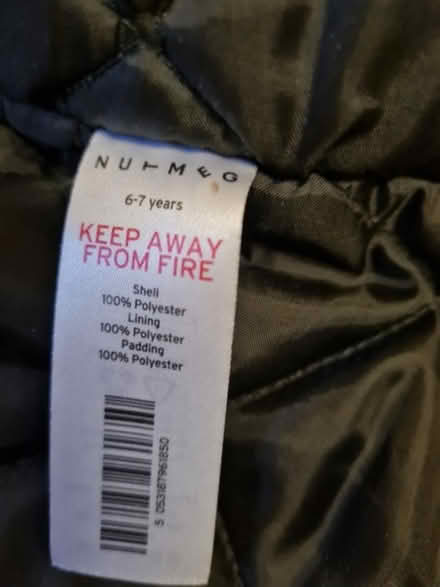 NUTMEG
6-7 years
KEEP AWAY
FROM FIRE
Shell
100% Polyester
Lining
100% Polyester
Padding
100% Polyester
5 053187961850